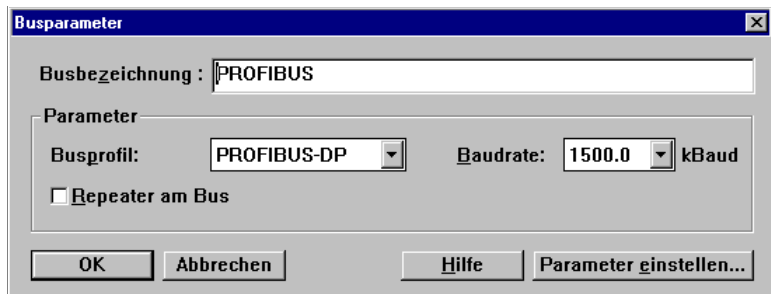 Busparameter
Busbezeichnung : PROFIBUS
Parameter
Busprofil: PROFIBUS-DP Baudrate: 1500.0 kBaud
Repeater am Bus
OK Abbrechen Hilfe Parameter einstellen...